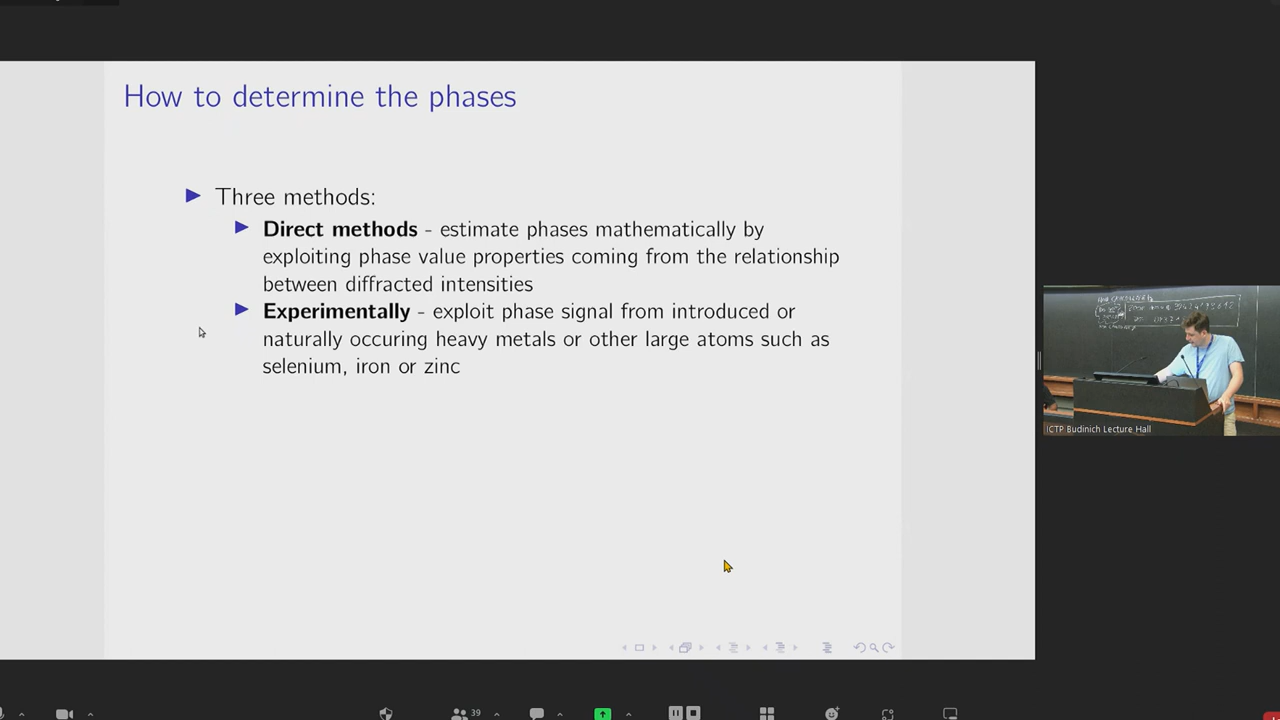 How to determine the phases
Three methods:
Direct methods - estimate phases mathematically by
exploiting phase value properties coming from the relationship
between diffracted intensities
Experimentally - exploit phase signal from introduced or
naturally occuring heavy metals or other large atoms such as
selenium, iron or zinc
ICTP Budinich Lecture Hall
39